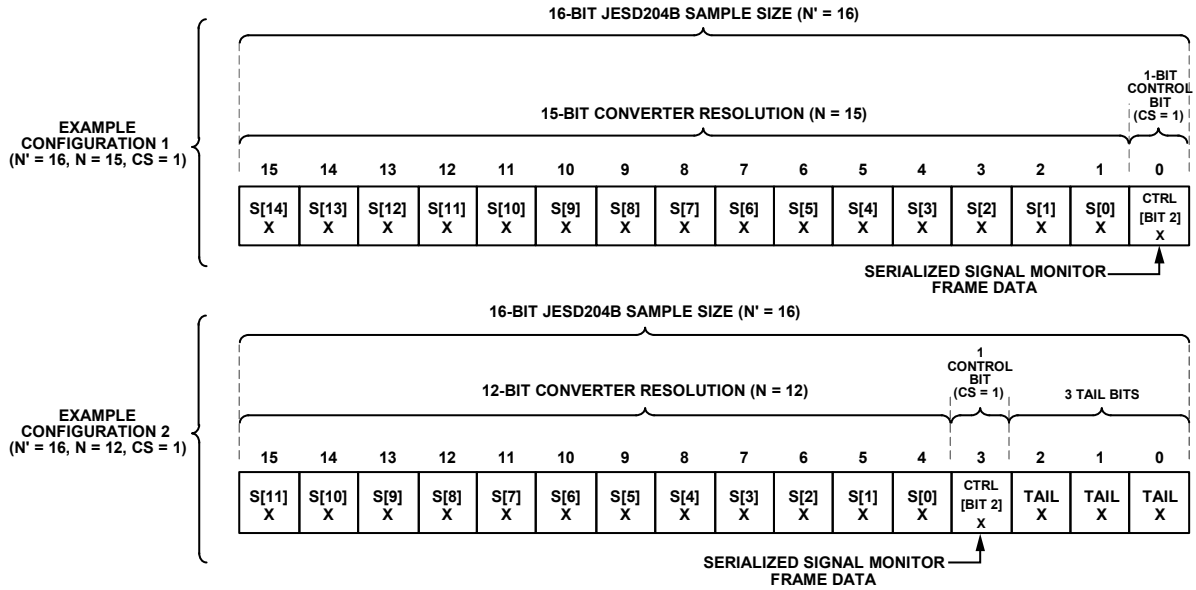 16-BIT JESD204B SAMPLE SIZE (N' = 16)
1-BIT
CONTROL
BIT
(CS = 1)
15-BIT CONVERTER RESOLUTION (N = 15)
EXAMPLE
CONFIGURATION 1
(N' = 16, N = 15, CS = 1)
15 14 13 12 11 10 9 8 7 6 5 4 3 2 1 0
S[14] S[13] S[12] S[11] S[10] S[9] S[8] S[7] S[6] S[5] S[4] S[3] S[2] S[1] S[0] CTRL
[BIT 2]
X X X X X X X X X X X X X X X X
SERIALIZED SIGNAL MONITOR
FRAME DATA
16-BIT JESD204B SAMPLE SIZE (N' = 16)
1
CONTROL
BIT
(CS = 1)
12-BIT CONVERTER RESOLUTION (N = 12)
3 TAIL BITS
EXAMPLE
CONFIGURATION 2
(N' = 16, N = 12, CS = 1)
15 14 13 12 11 10 9 8 7 6 5 4 3 2 1 0
S[11] S[10] S[9] S[8] S[7] S[6] S[5] S[4] S[3] S[2] S[1] S[0] CTRL TAIL TAIL TAIL
[BIT 2]
X X X X X X X X X X X X X X X X
SERIALIZED SIGNAL MONITOR
FRAME DATA